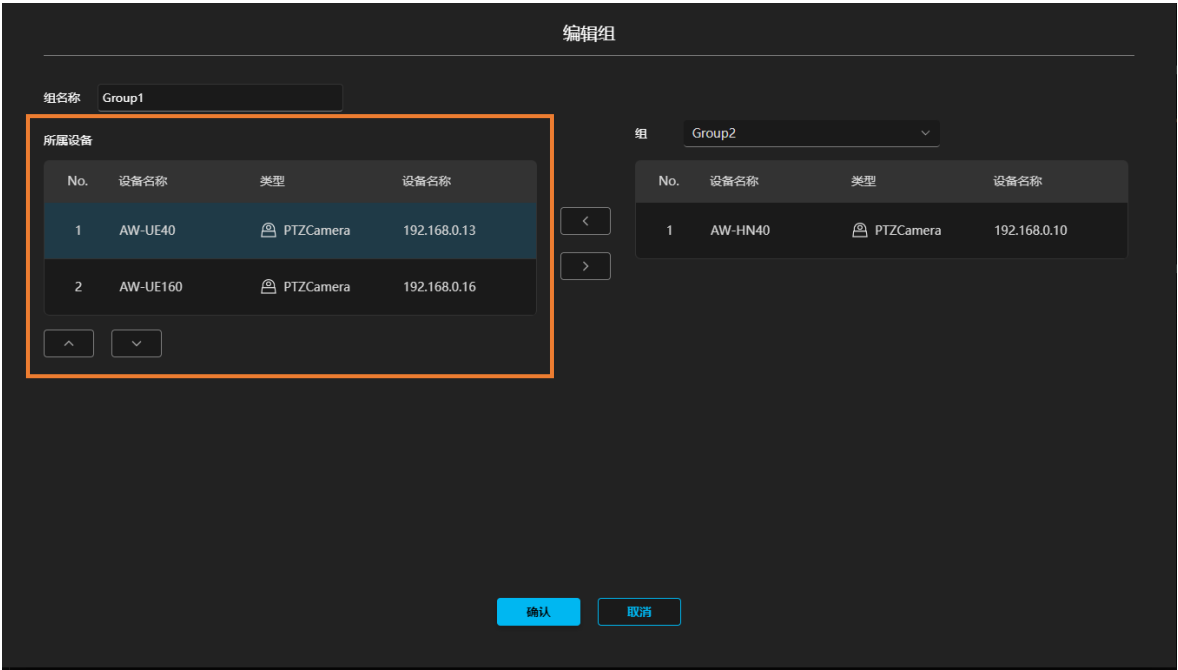 编辑组
组名称 Group1
所属设备
No. 设备名称 类型 设备名称
1 AW-UE40 PTZCamera 192.168.0.13
2 AW-UE160 PTZCamera 192.168.0.16
组 Group2
No. 设备名称 类型 设备名称
1 AW-HN40 PTZCamera 192.168.0.10
确认 取消